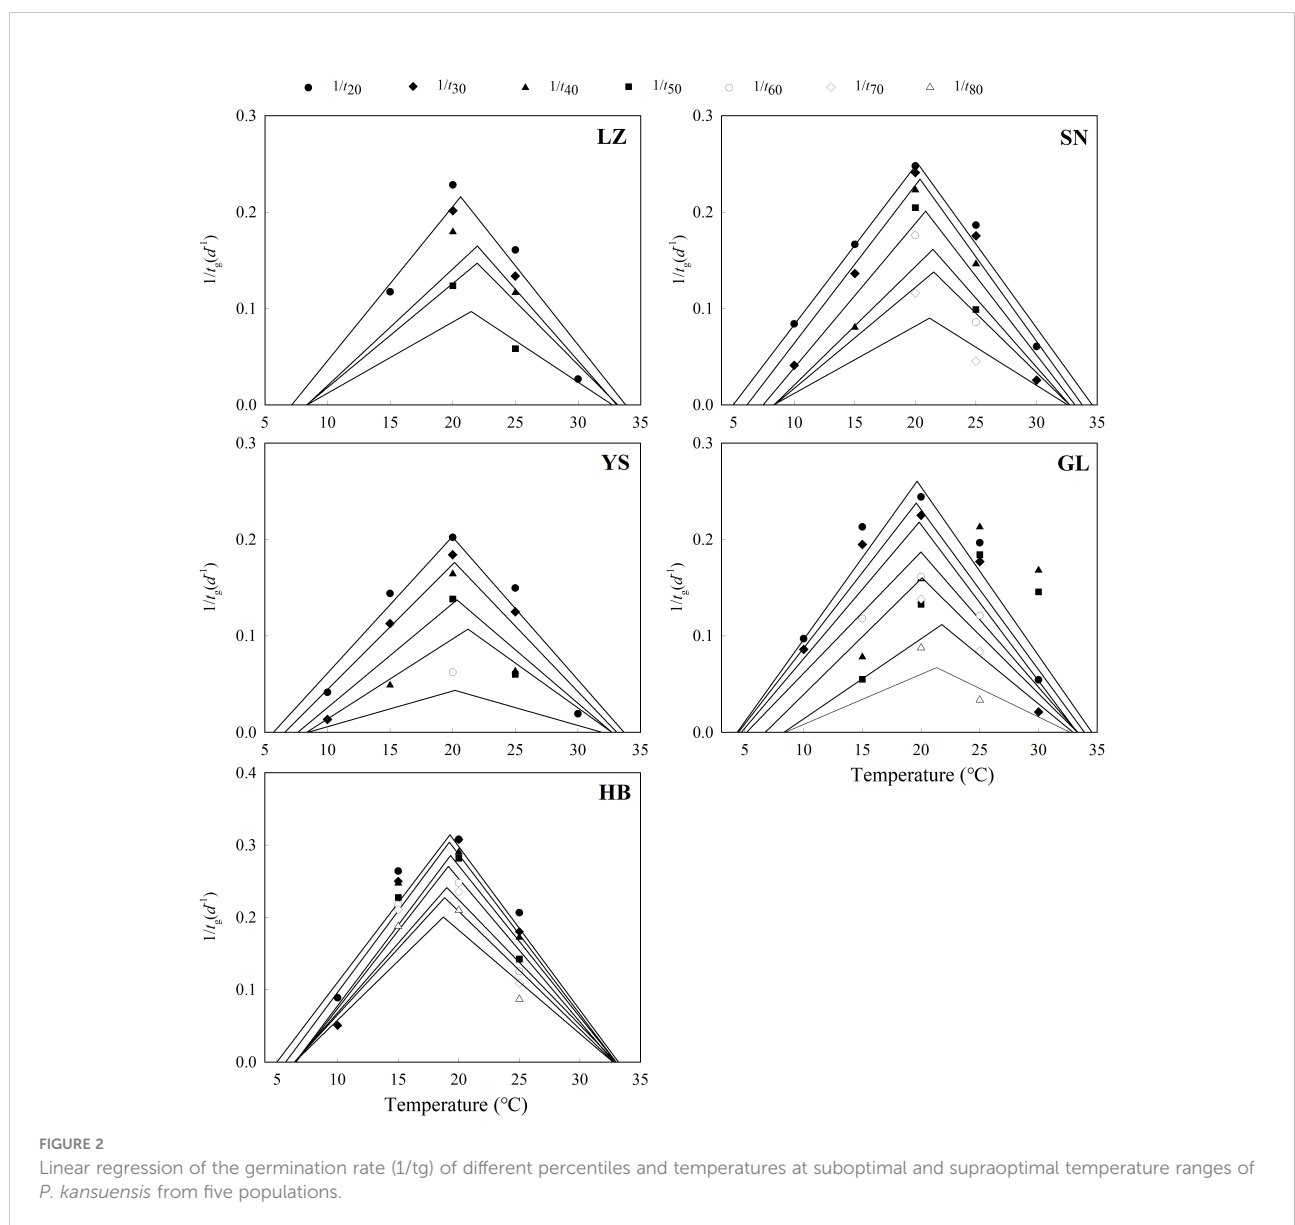 1/t20 1/t30 1/t40 1/t50 1/t60 1/t70 1/t80
LZ
0.3
0.2
0.1
0.0
1/tg(d-1)
5 10 15 20 25 30 35
SN
0.3
0.2
0.1
0.0
1/tg(d-1)
5 10 15 20 25 30 35
YS
0.3
0.2
0.1
0.0
1/tg(d-1)
5 10 15 20 25 30 35
GL
0.3
0.2
0.1
0.0
1/tg(d-1)
5 10 15 20 25 30 35
Temperature (℃)
HB
0.4
0.3
0.2
0.1
0.0
1/tg(d-1)
5 10 15 20 25 30 35
Temperature (℃)
FIGURE 2
Linear regression of the germination rate (1/tg) of different percentiles and temperatures at suboptimal and supraoptimal temperature ranges of
P. kansuensis from five populations.